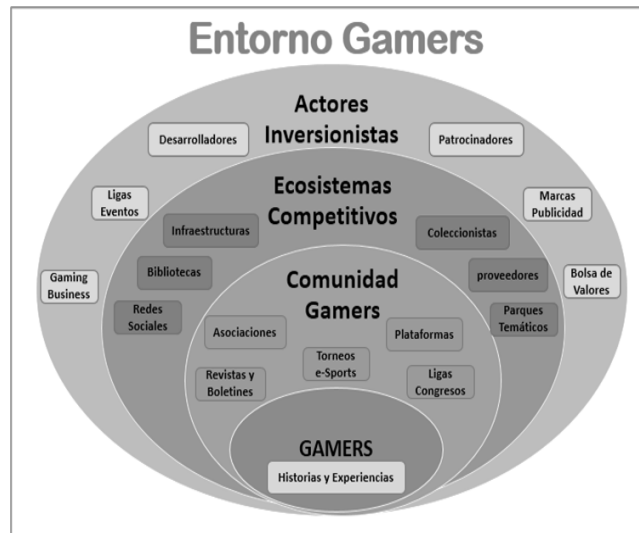 Entorno Gamers
Actores
Inversionistas
Desarrolladores
Patrocinadores
Ligas
Eventos
Marcas
Publicidad
Gaming
Business
Bolsa de
Valores
Ecosistemas
Competitivos
Infraestructuras
Coleccionistas
Bibliotecas
proveedores
Redes
Sociales
Parques
Temáticos
Comunidad
Gamers
Asociaciones
Plataformas
Torneos
e-Sports
Revistas y
Boletines
Ligas
Congresos
GAMERS
Historias y Experiencias